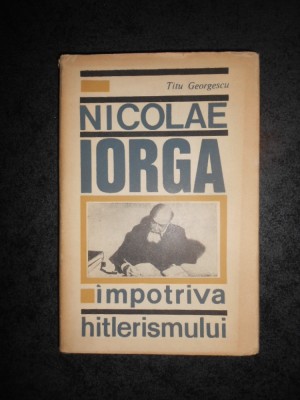 Titu Georgescu
NICOLAE
IORGA
împotriva
hitlerismului